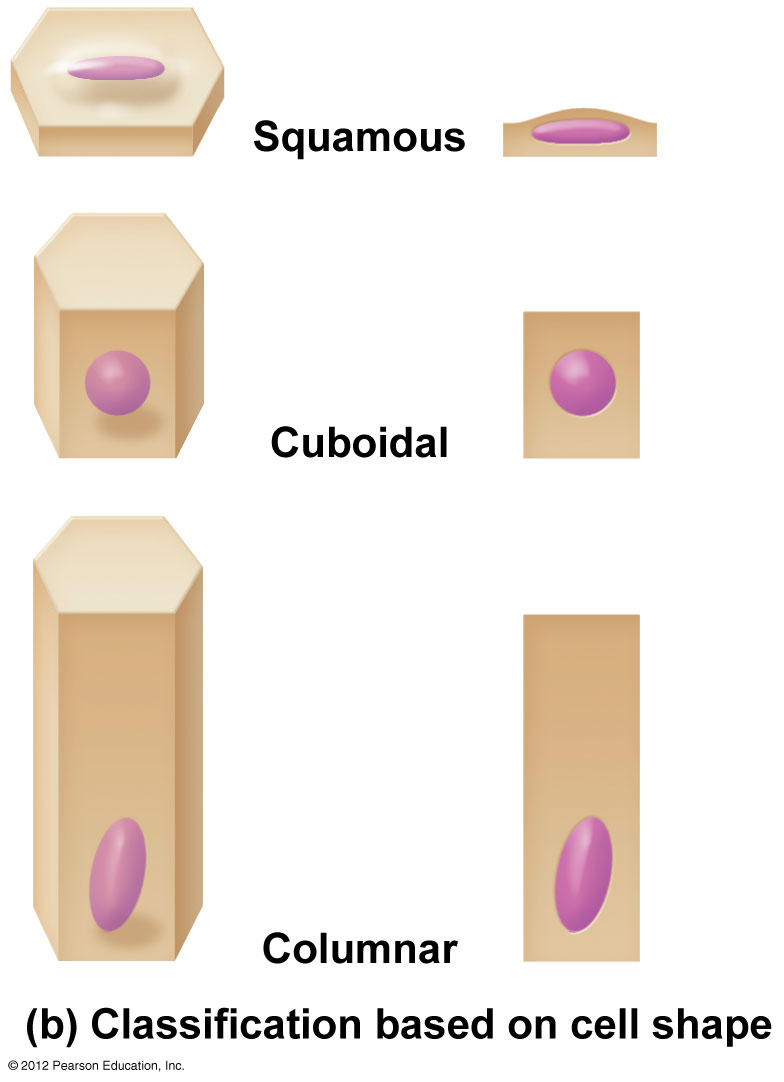 Squamous
Cuboidal
Columnar
(b) Classification based on cell shape
© 2012 Pearson Education, Inc.